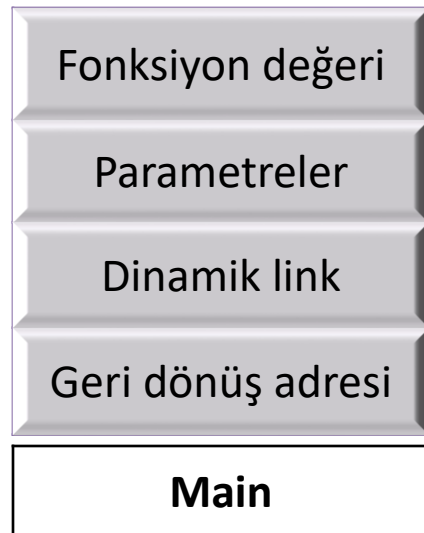 Fonksiyon değeri
Parametreler
Dinamik link
Geri dönüş adresi
Main